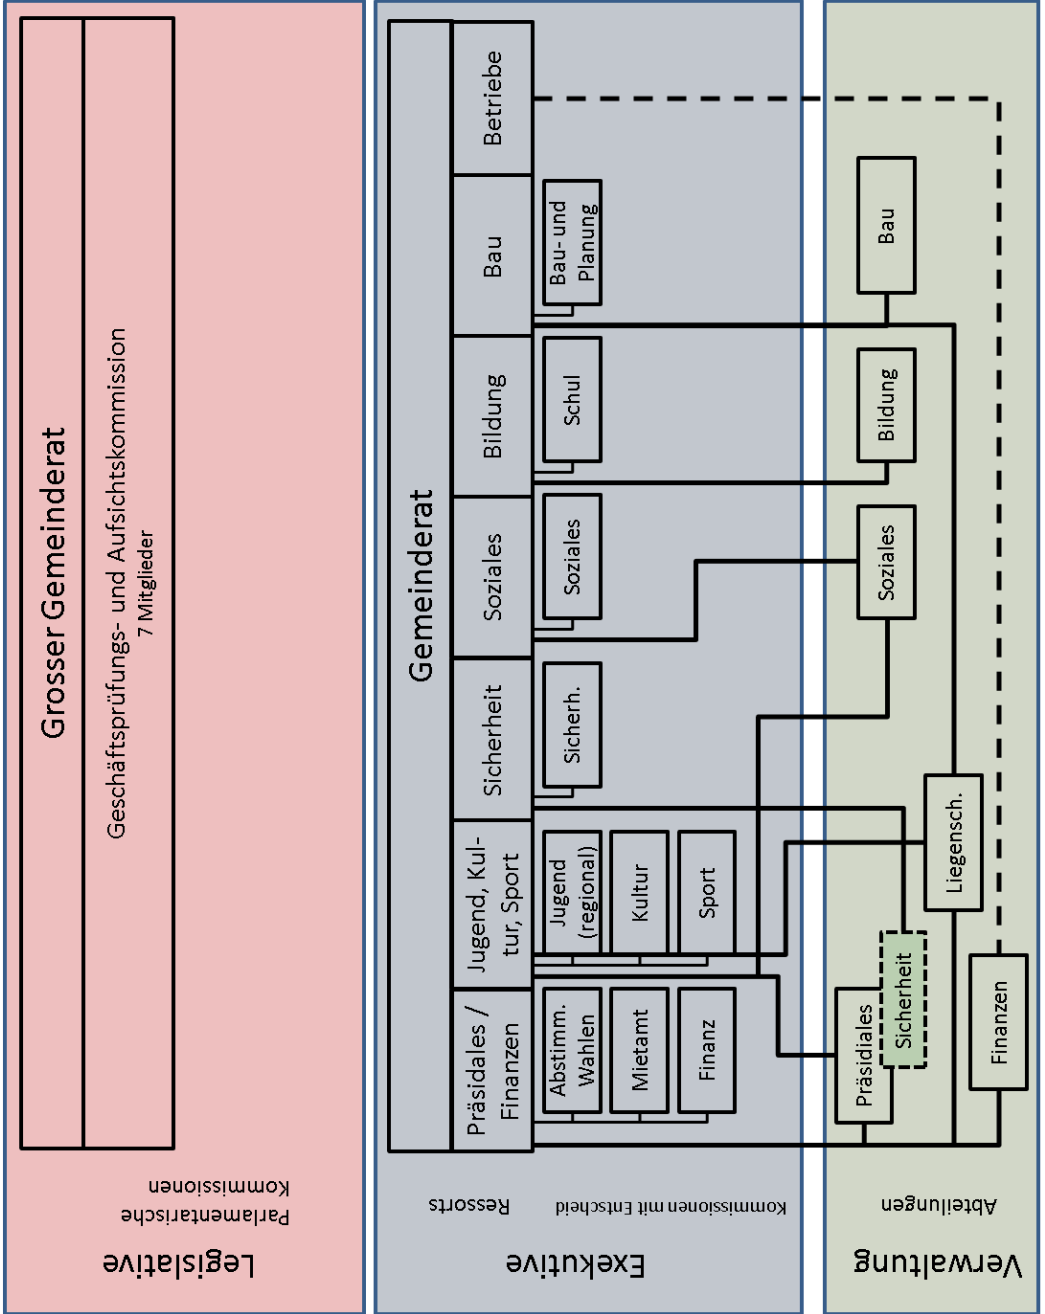 Legislative
Parlamentarische
Kommissionen
Grosser Gemeinderat
Geschäftsprüfungs- und Aufsichtskommission
7 Mitglieder
Exekutive
Ressorts
Kommissionen mit Entscheid
Gemeinderat
Präsidales /
Finanzen
Jugend, Kul-
tur, Sport
Sicherheit
Soziales
Bildung
Bau
Betriebe
Abstimm.
Wahlen
Mietamt
Finanz
Jugend
(regional)
Kultur
Sport
Sicherh.
Soziales
Schul
Bau- und
Planung
Verwaltung
Abteilungen
Präsidiales
Sicherheit
Finanzen
Liegensch.
Soziales
Bildung
Bau